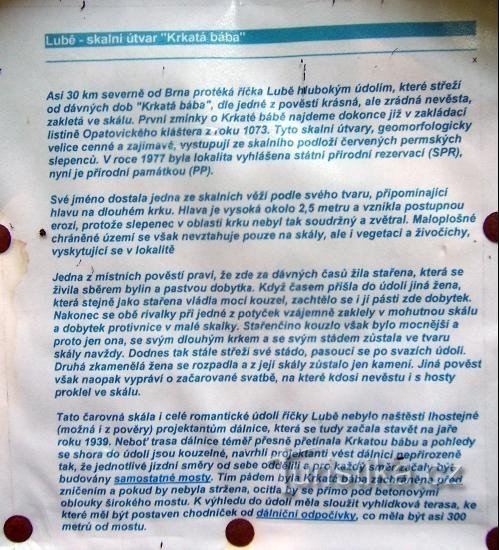 Lubě - skalní útvar "Krkatá bába"
Asi 30 km severně od Brna protéká říčka Lubě hlubokým údolím, které střeží
od dávných dob "Krkatá bába", dle jedné z pověstí krásná, ale zrádná nevěsta,
zakletá ve skálu. První zmínky o Krkaté bábě najdeme dokonce již v zakládací
listině Opatovického kláštera z roku 1073. Tyto skalní útvary, geomorfologicky
velice cenné a zajímavé, vystupují ze skalního podloží červených permských
slepenců. V roce 1977 byla lokalita vyhlášena státní přírodní rezervací (SPR),
nyní je přírodní památkou (PP).
Své jméno dostala jedna ze skalních věží podle svého tvaru, připomínající
hlavu na dlouhém krku. Hlava je vysoká okolo 2,5 metru a vznikla postupnou
erozí, protože slepenec v oblasti krku nebyl tak soudržný a zvětral. Maloplošné
chráněné území se však nevztahuje pouze na skály, ale i vegetaci a živočichy,
vyskytující se v lokalitě
Jedna z místních pověstí praví, že zde za dávných časů žila stařena, která se
živila sběrem bylin a pastvou dobytka. Když časem přišla do údolí jiná žena,
která stejně jako stařena vládla mocí kouzel, zachtělo se i jí pásti zde dobytek.
Nakonec se obě rivalky při jedné z potyček vzájemně zaklely v mohutnou skálu
a dobytek protivnice v malé skalky. Stařenčino kouzlo však bylo mocnější a
proto jen ona, se svým dlouhým krkem a se svým stádem zůstala ve tvaru
skály navždy. Dodnes tak stále střeží své stádo, pasoucí se po svazích údolí.
Druhá zkamenělá žena se rozpadla a z její skály zůstalo jen kamení. Jiná pověst
však naopak vypráví o začarované svatbě, na které kdosi nevěstu i s hosty
proklel ve skálu.
Tato čarovná skála i celé romantické údolí říčky Lubě nebylo naštěstí lhostejné
(možná i z pověry) projektantům dálnice, která se tudy začala stavět na jaře
roku 1939. Neboť trasa dálnice téměř přesně přetínala Krkatou bábu a pohledy
se shora do údolí jsou kouzelné, navrhli projektanti vést dálnici nepřirozeně
tak, že jednotlivé jízdní směry od sebe oddělili a pro každý směr měly být
budovány samostatné mosty. Tím pádem byla Krkatá bába uchráněna před
zničením a pokud by nebyla stržena, ocitla by se přímo pod betonovými
oblouky širokého mostu. K výhledu do údolí měla sloužit vyhlídková terasa, ke
které měl být postaven chodníček od dálniční odpočívky, co měla být asi 300
metrů od mostu.
Turistika.cz